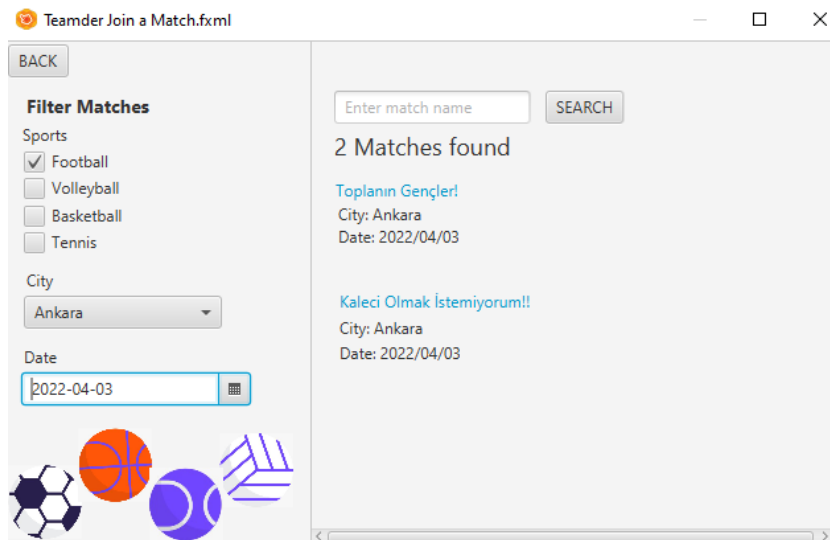 Teamder Join a Match.fxml
BACK
Filter Matches
Sports
Football
Volleyball
Basketball
Tennis
City
Ankara
Date
2022-04-03
Enter match name
SEARCH
2 Matches found
Toplanın Gençler!
City: Ankara
Date: 2022/04/03
Kaleci Olmak İstemiyorum!!
City: Ankara
Date: 2022/04/03